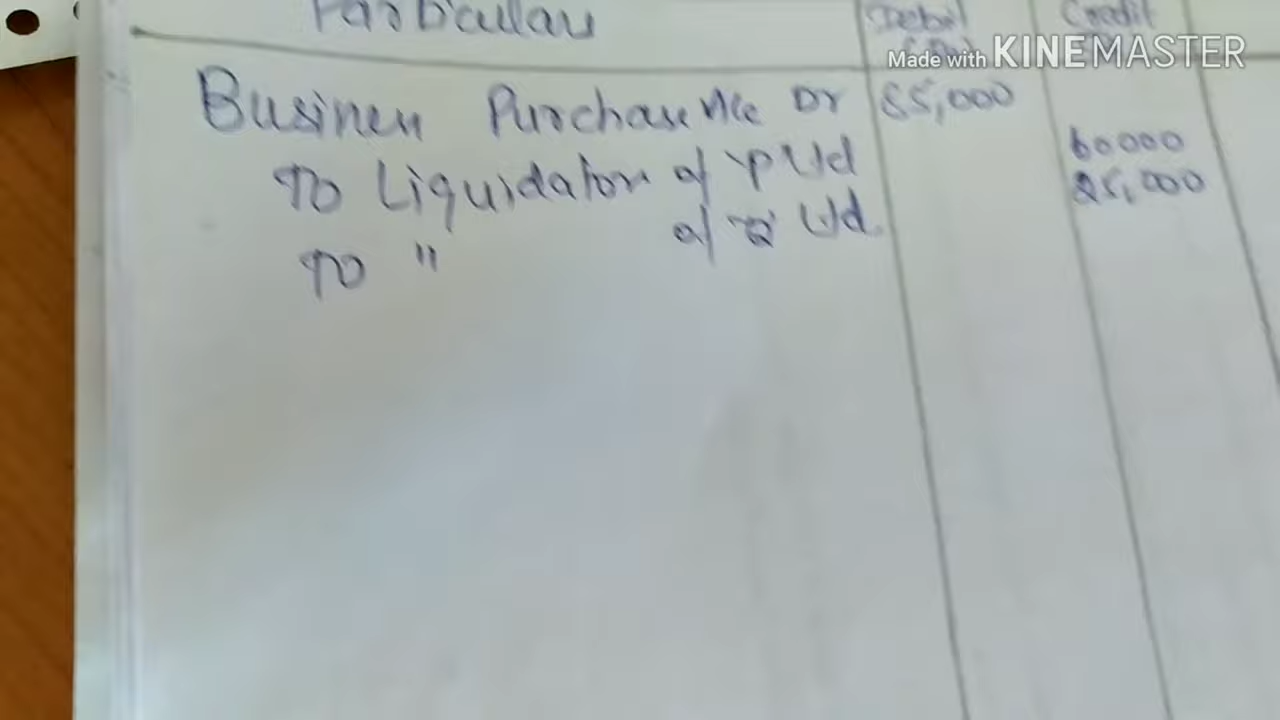 Particulars Debit Credit
Made with KINEMASTER
Business Purchase A/c Dr 85,000
To Liquidator of 'P' Ltd 60000
To " of 'Q' Ltd. 25,000